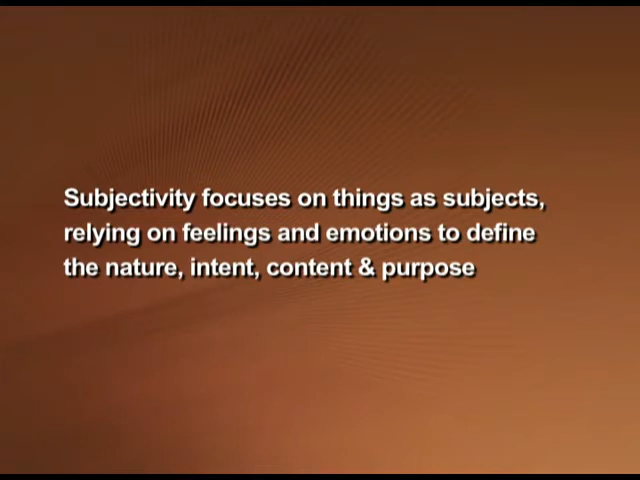 Subjectivity focuses on things as subjects,
relying on feelings and emotions to define
the nature, intent, content & purpose